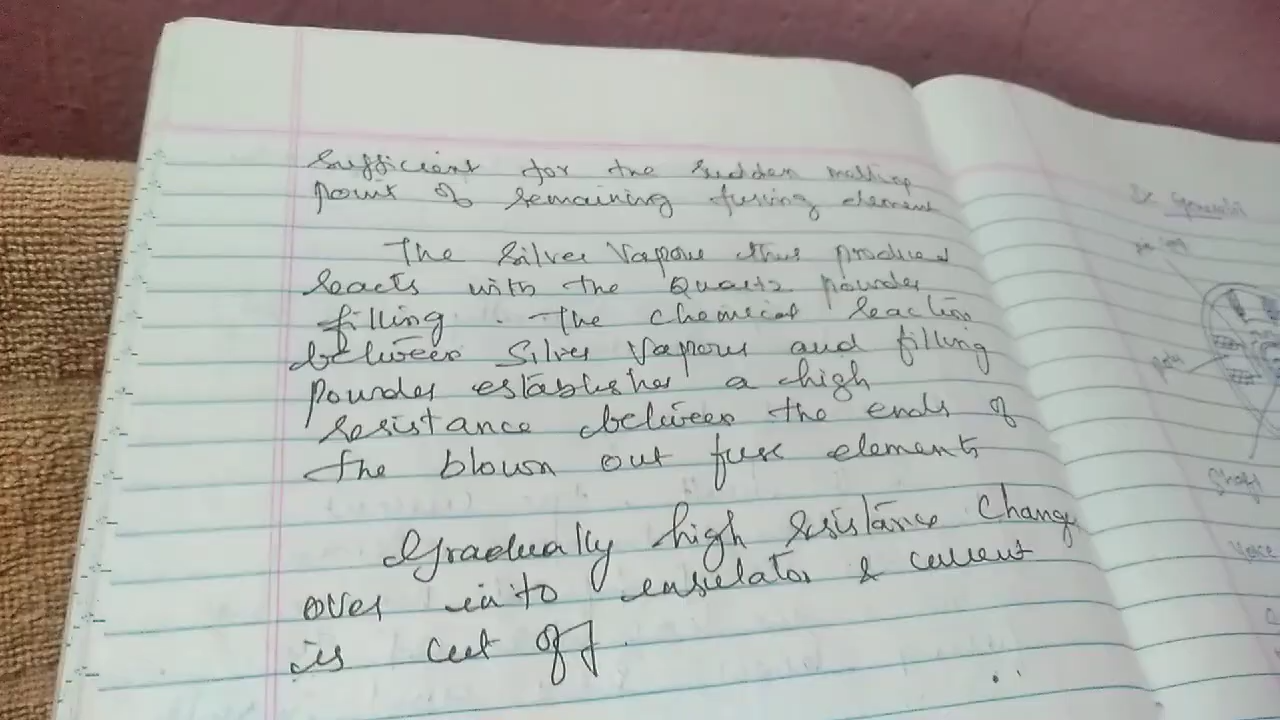 Sufficient for the sudden melting
point of remaining fusing element
The Silver Vapour thus produced
reacts with the Quartz powder
filling. The chemical reaction
between Silver Vapours and filling
powder establishes a high
resistance between the ends of
the blown out fuse elements
Gradually high resistance change
over into insulator & current
is cut off.
Shaft